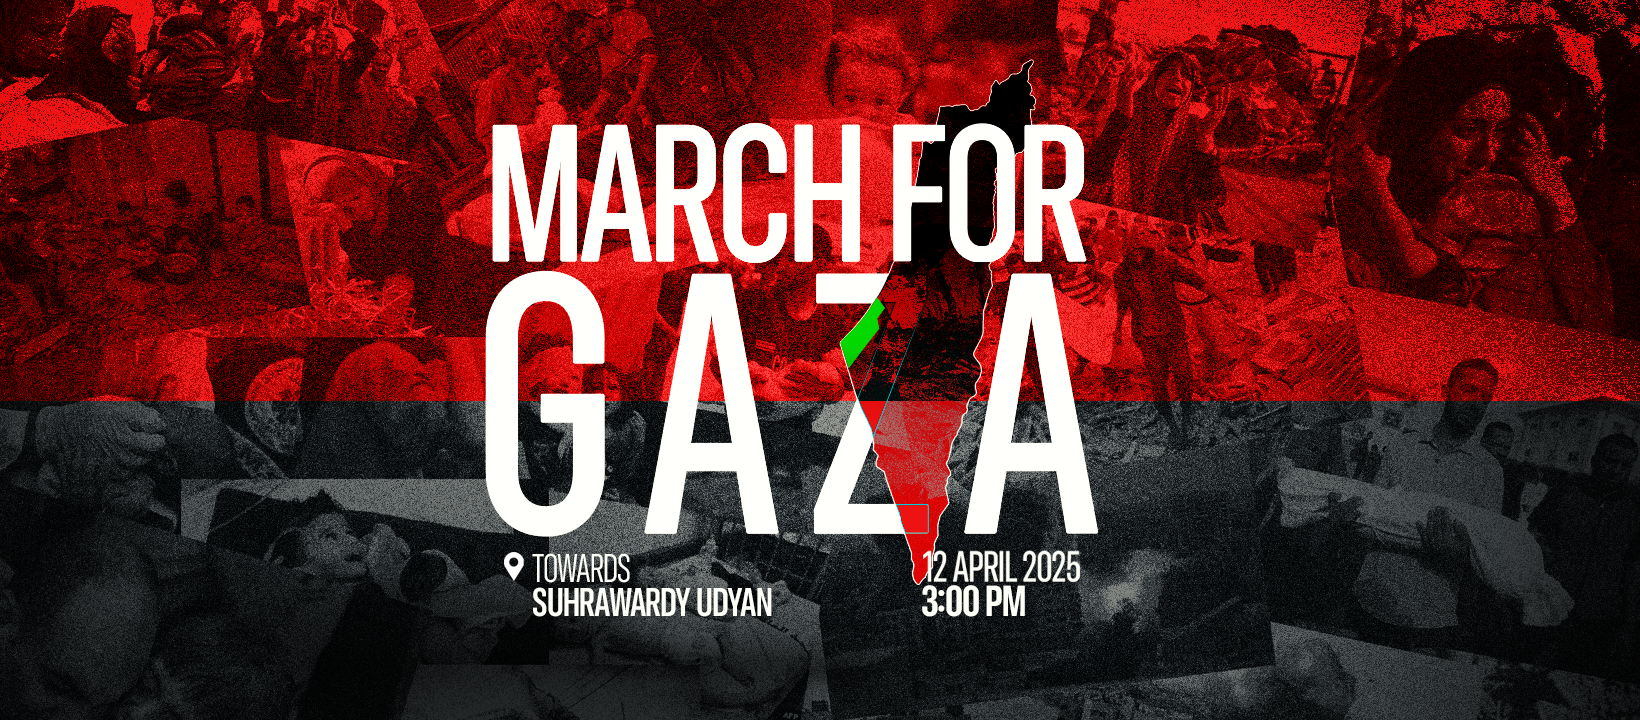 MARCH FOR
GAZA
TOWARDS
SUHRAWARDY UDYAN
12 APRIL 2025
3:00 PM